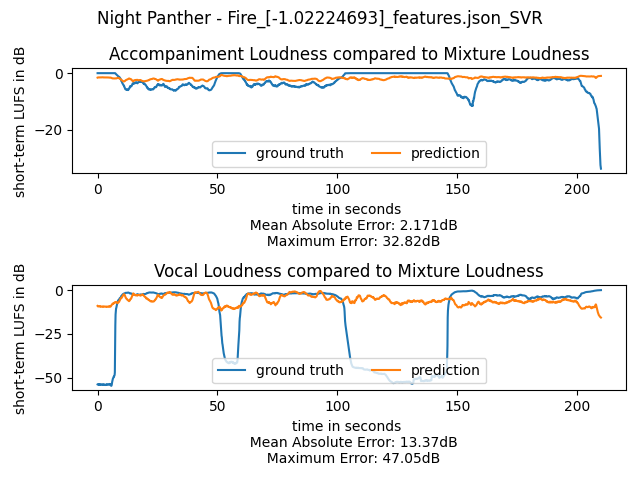 Night Panther - Fire_[-1.02224693]_features.json_SVR
Accompaniment Loudness compared to Mixture Loudness
short-term LUFS in dB
0
−20
ground truth
prediction
0
50
100
150
200
time in seconds
Mean Absolute Error: 2.171dB
Maximum Error: 32.82dB
Vocal Loudness compared to Mixture Loudness
short-term LUFS in dB
0
−25
−50
ground truth
prediction
0
50
100
150
200
time in seconds
Mean Absolute Error: 13.37dB
Maximum Error: 47.05dB